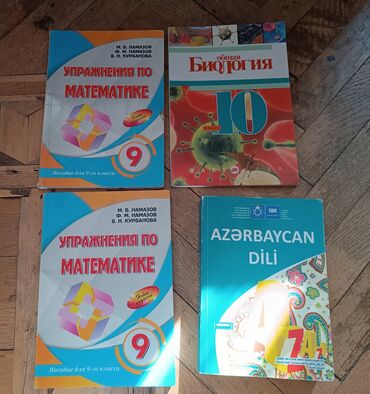 М. Б. НАМАЗОВ
Ф. М. НАМАЗОВ
В. Н. КУРБАНОВА
УПРАЖНЕНИЯ ПО
МАТЕМАТИКЕ
9
Пособие для 9-го класса
общая
Биология
10
М. Б. НАМАЗОВ
Ф. М. НАМАЗОВ
В. Н. КУРБАНОВА
УПРАЖНЕНИЯ ПО
МАТЕМАТИКЕ
9
Пособие для 9-го класса
AZƏRBAYCAN
DİLİ
7